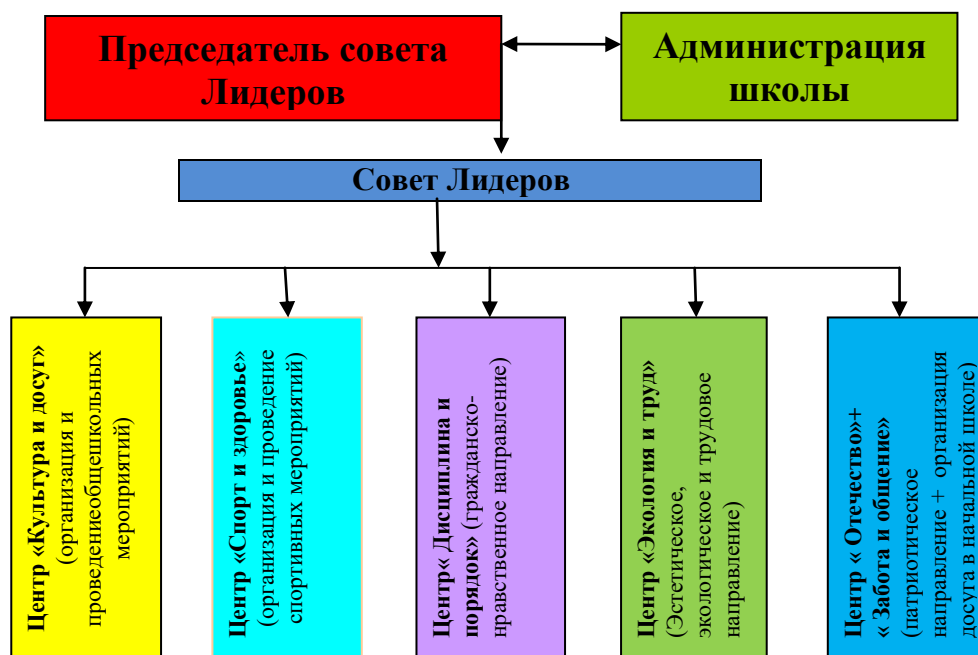 Председатель совета
Лидеров
Администрация
школы
Совет Лидеров
Центр «Культура и досуг»
(организация и
проведениеобщешкольных
мероприятий)
Центр «Спорт и здоровье»
(организация и проведение
спортивных мероприятий)
Центр« Дисциплина и
порядок» (гражданско-
нравственное направление)
Центр «Экология и труд»
(Эстетическое,
экологическое и трудовое
направление)
Центр « Отечество»+
« Забота и общение»
(патриотическое
направление + организация
досуга в начальной школе)